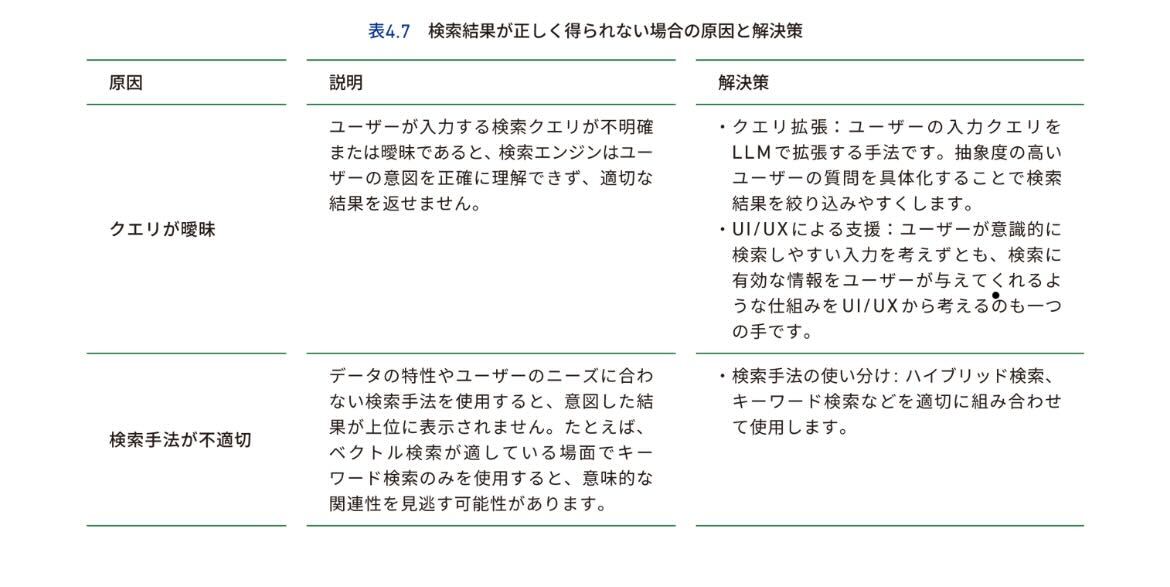 表4.7 検索結果が正しく得られない場合の原因と解決策
原因
説明
解決策
クエリが曖昧
ユーザーが入力する検索クエリが不明確
または曖昧であると、検索エンジンはユー
ザーの意図を正確に理解できず、適切な
結果を返せません。
・クエリ拡張：ユーザーの入力クエリを
LLMで拡張する手法です。抽象度の高い
ユーザーの質問を具体化することで検索
結果を絞り込みやすくします。
・UI/UXによる支援：ユーザーが意識的に
検索しやすい入力を考えずとも、検索に
有効な情報をユーザーが与えてくれるよ
うな仕組みをUI/UXから考えるのも一つ
の手です。
検索手法が不適切
データの特性やユーザーのニーズに合わ
ない検索手法を使用すると、意図した結
果が上位に表示されません。たとえば、
ベクトル検索が適している場面でキー
ワード検索のみを使用すると、意味的な
関連性を見逃す可能性があります。
・検索手法の使い分け：ハイブリッド検索、
キーワード検索などを適切に組み合わせ
て使用します。